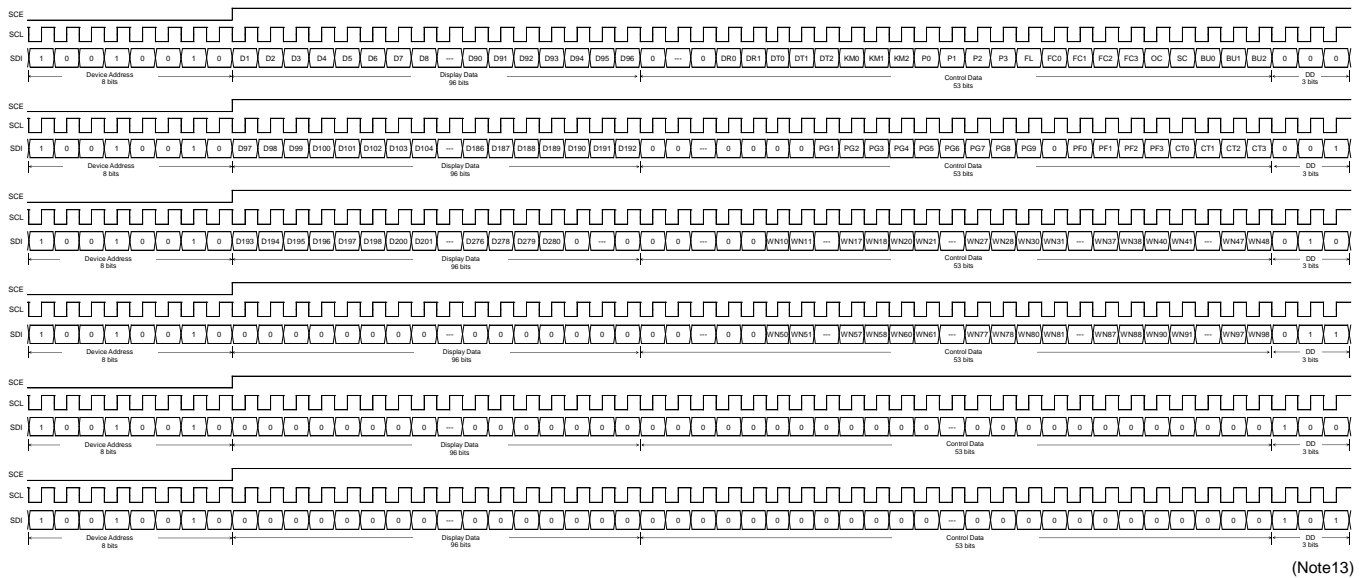 SCE
SCL
SDI 1 0 0 1 0 0 1 0 D1 D2 D3 D4 D5 D6 D7 D8 --- D90 D91 D92 D93 D94 D95 D96 0 --- 0 DR0 DR1 DT0 DT1 DT2 KM0 KM1 KM2 P0 P1 P2 P3 FL FC0 FC1 FC2 FC3 OC SC BU0 BU1 BU2 0 0 0
Device Address Display Data Control Data DD
8 bits 96 bits 53 bits 3 bits
SCE
SCL
SDI 1 0 0 1 0 0 1 0 D97 D98 D99 D100 D101 D102 D103 D104 --- D186 D187 D188 D189 D190 D191 D192 0 0 --- 0 0 0 0 PG1 PG2 PG3 PG4 PG5 PG6 PG7 PG8 PG9 0 PF0 PF1 PF2 PF3 CT0 CT1 CT2 CT3 0 0 1
Device Address Display Data Control Data DD
8 bits 96 bits 53 bits 3 bits
SCE
SCL
SDI 1 0 0 1 0 0 1 0 D193 D194 D195 D196 D197 D198 D200 D201 --- D276 D278 D279 D280 0 --- 0 0 0 --- 0 0 WN10 WN11 --- WN17 WN18 WN20 WN21 --- WN27 WN28 WN30 WN31 --- WN37 WN38 WN40 WN41 --- WN47 WN48 0 1 0
Device Address Display Data Control Data DD
8 bits 96 bits 53 bits 3 bits
SCE
SCL
SDI 1 0 0 1 0 0 1 0 0 0 0 0 0 0 0 0 --- 0 0 0 0 0 0 0 0 0 --- 0 0 WN50 WN51 --- WN57 WN58 WN60 WN61 --- WN77 WN78 WN80 WN81 --- WN87 WN88 WN90 WN91 --- WN97 WN98 0 1 1
Device Address Display Data Control Data DD
8 bits 96 bits 53 bits 3 bits
SCE
SCL
SDI 1 0 0 1 0 0 1 0 0 0 0 0 0 0 0 0 --- 0 0 0 0 0 0 0 0 0 0 0 0 0 0 0 0 0 0 0 --- 0 0 0 0 0 0 0 0 0 0 0 0 1 0 0
Device Address Display Data Control Data DD
8 bits 96 bits 53 bits 3 bits
SCE
SCL
SDI 1 0 0 1 0 0 1 0 0 0 0 0 0 0 0 0 --- 0 0 0 0 0 0 0 0 0 0 0 0 0 0 0 0 0 0 0 --- 0 0 0 0 0 0 0 0 0 0 0 0 1 0 1
Device Address Display Data Control Data DD
8 bits 96 bits 53 bits 3 bits
(Note13)